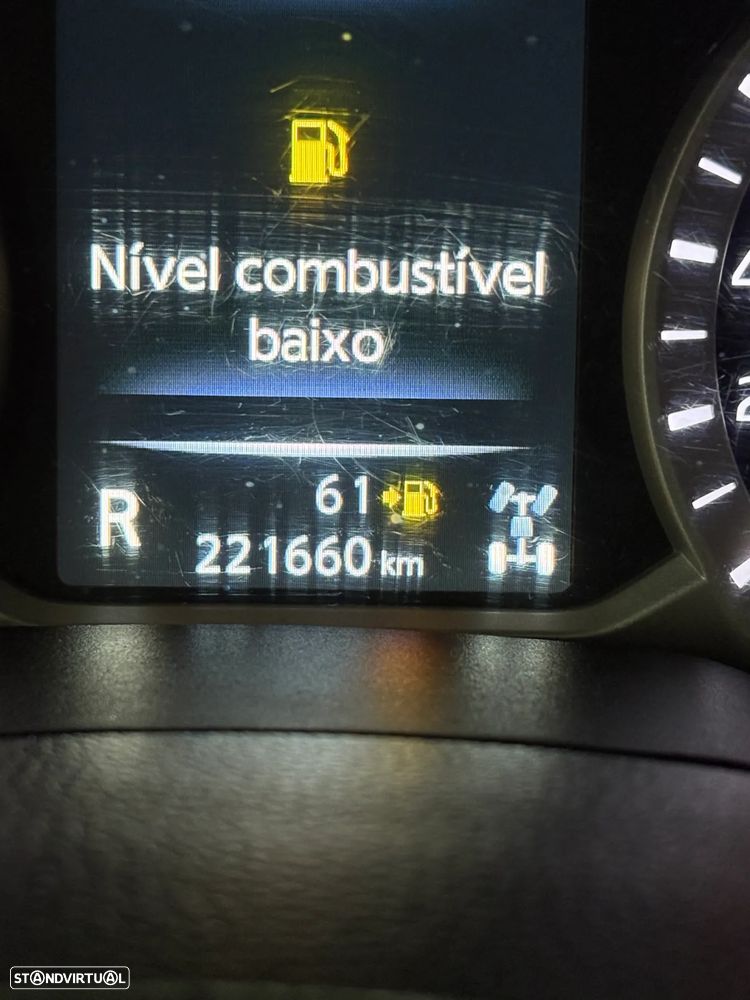 Nível combustível
baixo
R
61
221660 km
STANDVIRTUAL